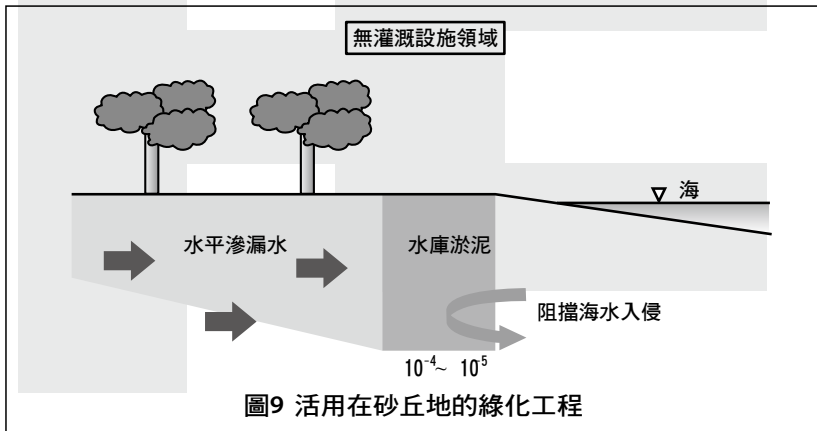 無灌溉設施領域
海
水平滲漏水
水庫淤泥
阻擋海水入侵
10⁻⁴~ 10⁻⁵
圖9 活用在砂丘地的綠化工程